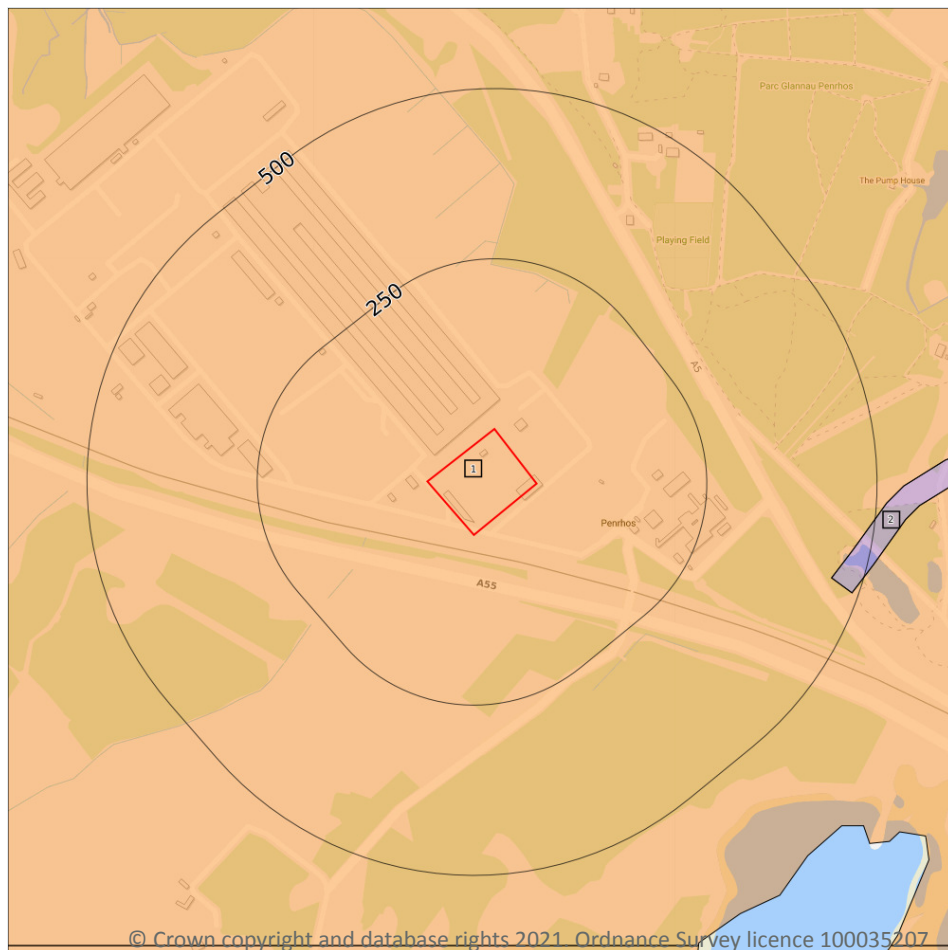 Parc Glannau Penrhos
500
The Pump House
Playing Field
250
A5
1
2
Penrhos
A55
© Crown copyright and database rights 2021 Ordnance Survey licence 100035207